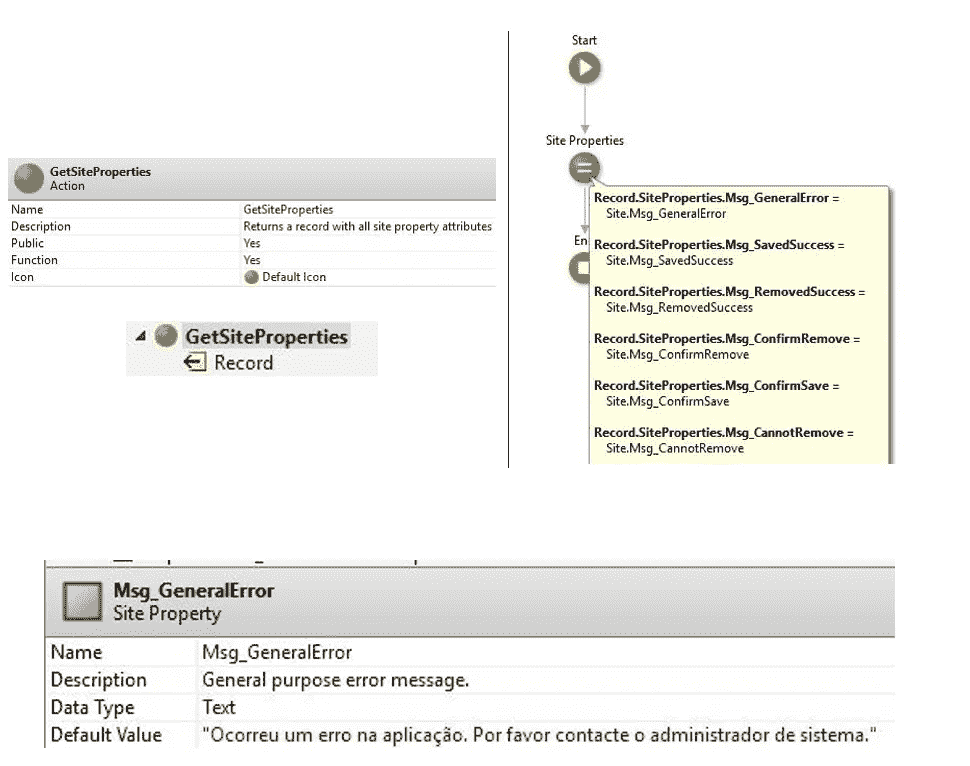 GetSiteProperties
Action
Name GetSiteProperties
Description Returns a record with all site property attributes
Public Yes
Function Yes
Icon Default Icon
GetSiteProperties
Record
Start
Site Properties
En
Record.SiteProperties.Msg_GeneralError =
Site.Msg_GeneralError
Record.SiteProperties.Msg_SavedSuccess =
Site.Msg_SavedSuccess
Record.SiteProperties.Msg_RemovedSuccess =
Site.Msg_RemovedSuccess
Record.SiteProperties.Msg_ConfirmRemove =
Site.Msg_ConfirmRemove
Record.SiteProperties.Msg_ConfirmSave =
Site.Msg_ConfirmSave
Record.SiteProperties.Msg_CannotRemove =
Site.Msg_CannotRemove
Msg_GeneralError
Site Property
Name Msg_GeneralError
Description General purpose error message.
Data Type Text
Default Value "Ocorreu um erro na aplicação. Por favor contacte o administrador de sistema."